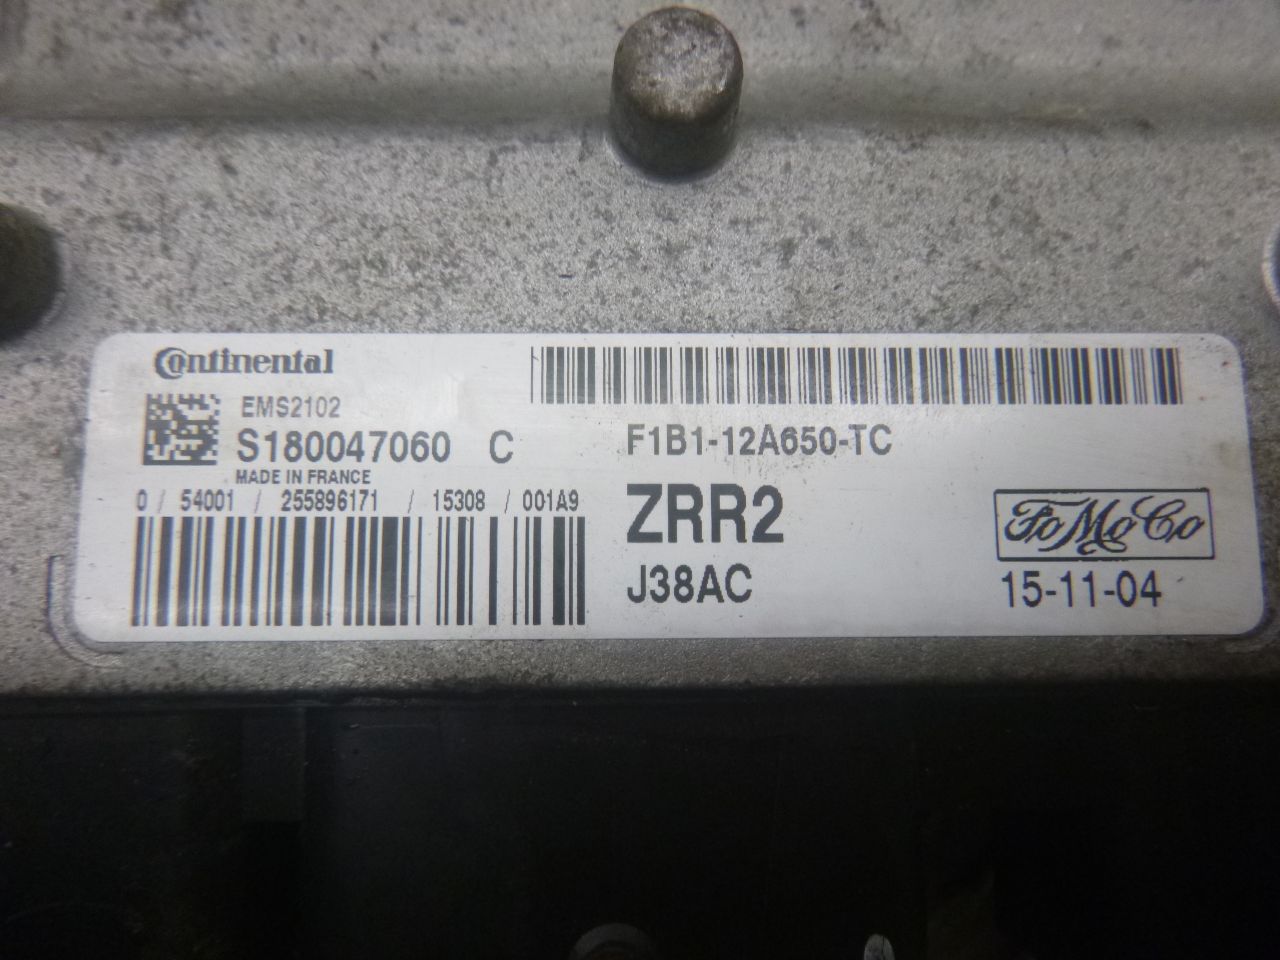 Continental
EMS2102
S180047060 C
MADE IN FRANCE
0 / 54001 / 255896171 / 15308 / 001A9
F1B1-12A650-TC
ZRR2
J38AC
FoMoCo
15-11-04